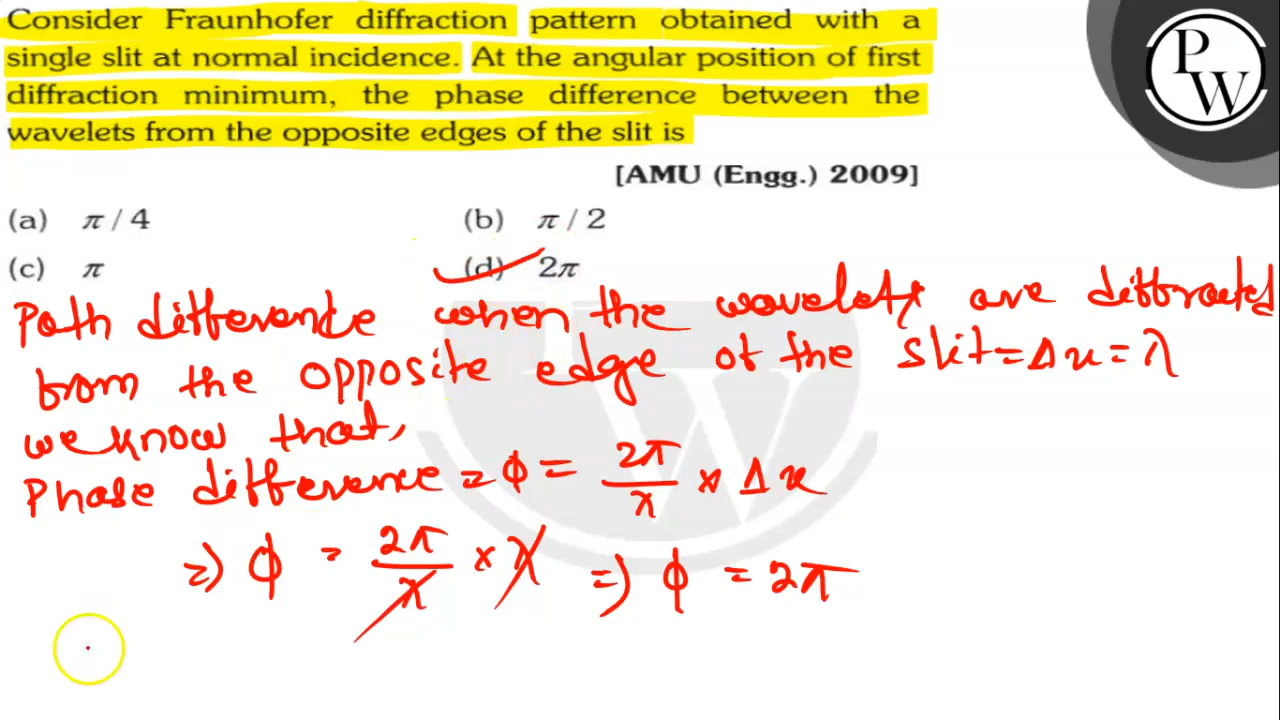 Consider Fraunhofer diffraction pattern obtained with a
single slit at normal incidence. At the angular position of first
diffraction minimum, the phase difference between the
wavelets from the opposite edges of the slit is
[AMU (Engg.) 2009]
(a) π / 4 (b) π / 2
(c) π (d) 2π
Path difference when the wavelets are diffracted
from the opposite edge of the slit = Δx = λ
we know that,
Phase difference = φ = 2π/λ × Δx
⇒ φ = 2π/λ × λ ⇒ φ = 2π
P
W